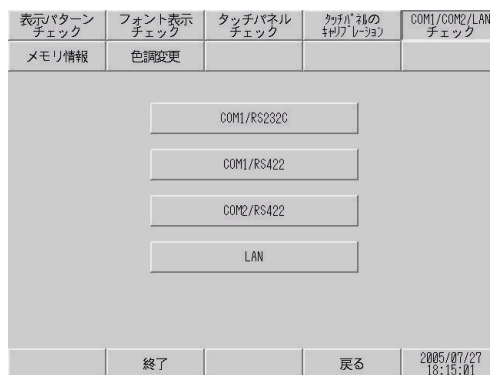 表示パターン
チェック
フォント表示
チェック
タッチパネル
チェック
ﾀｯﾁﾊﾟﾈﾙの
ｷｬﾘﾌﾞﾚｰｼｮﾝ
COM1/COM2/LAN
チェック
メモリ情報
色調変更
COM1/RS232C
COM1/RS422
COM2/RS422
LAN
終了
戻る
2005/07/27
18:15:01